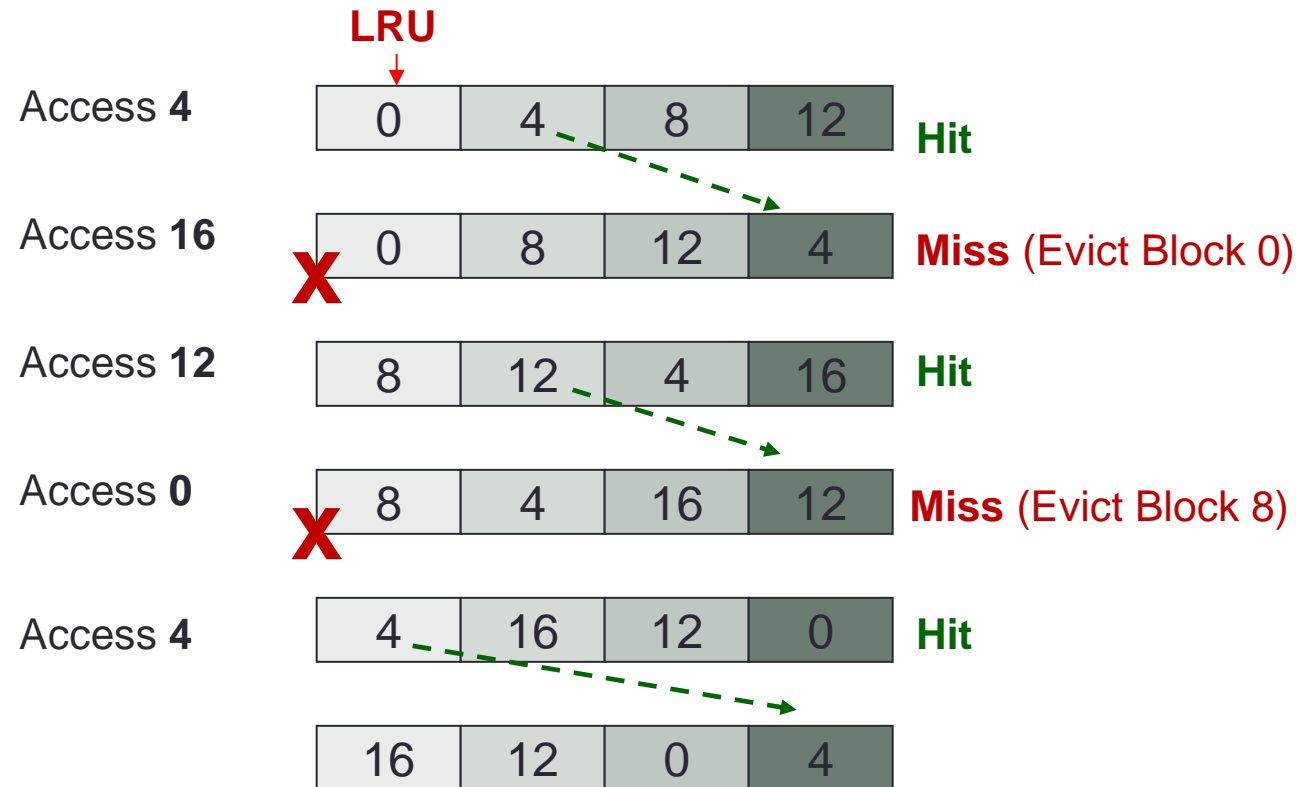 LRU
Access 4 0 4 8 12 Hit
Access 16 0 8 12 4 Miss (Evict Block 0)
X
Access 12 8 12 4 16 Hit
Access 0 8 4 16 12 Miss (Evict Block 8)
X
Access 4 4 16 12 0 Hit
16 12 0 4